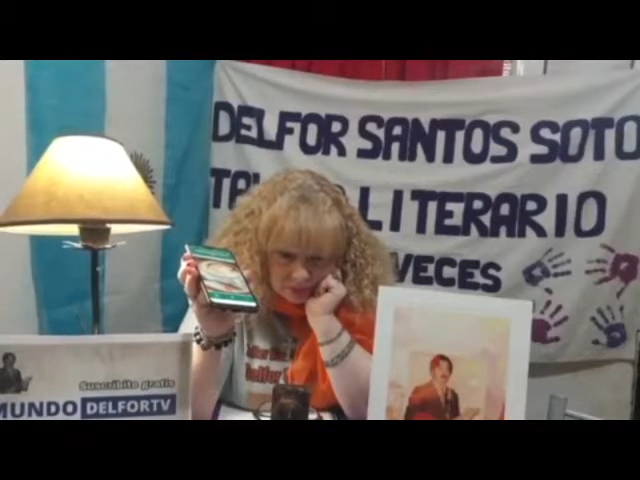 DELFOR SANTOS SOTO
LITERARIO
VECES
Suscribite gratis
MUNDO DELFORTV